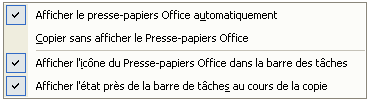 Afficher le presse-papiers Office automatiquement
Copier sans afficher le Presse-papiers Office
Afficher l'icône du Presse-papiers Office dans la barre des tâches
Afficher l'état près de la barre de tâches au cours de la copie